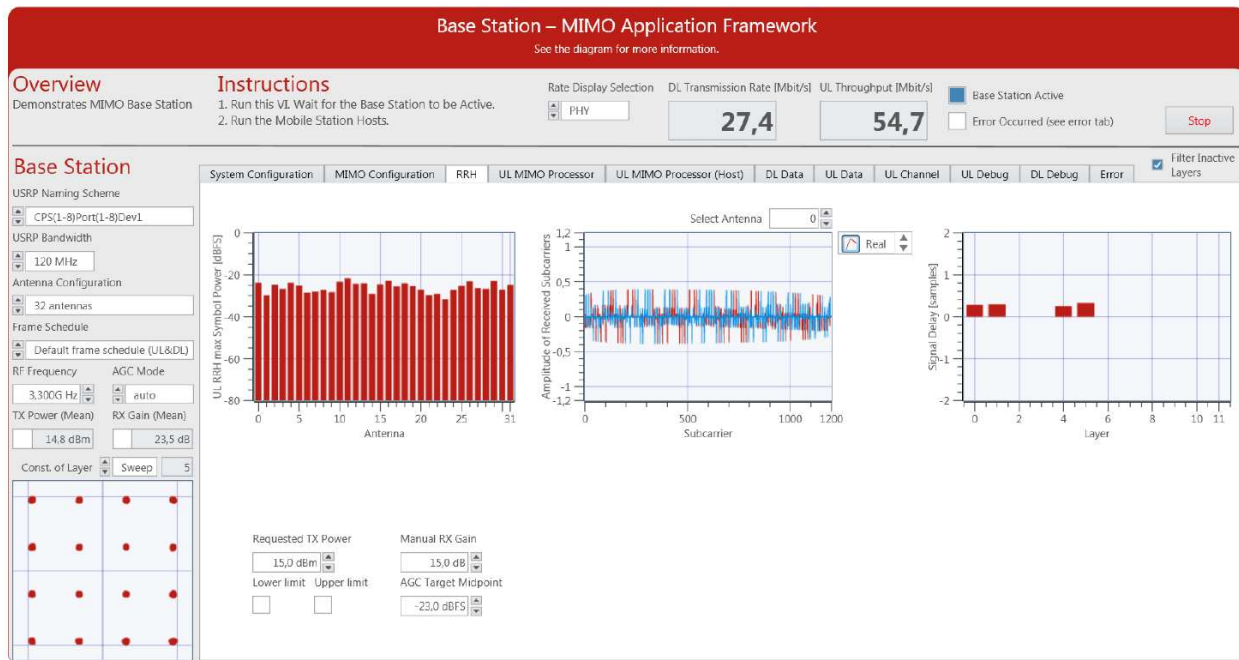 Base Station – MIMO Application Framework
See the diagram for more information.
Overview
Demonstrates MIMO Base Station
Instructions
1. Run this VI. Wait for the Base Station to be Active.
2. Run the Mobile Station Hosts.
Rate Display Selection
PHY
DL Transmission Rate [Mbit/s]
27,4
UL Throughput [Mbit/s]
54,7
Base Station Active
Error Occurred (see error tab)
Stop
Base Station
USRP Naming Scheme
CPS(1-8)Port(1-8)Dev1
USRP Bandwidth
120 MHz
Antenna Configuration
32 antennas
Frame Schedule
Default frame schedule (UL&DL)
RF Frequency AGC Mode
3,300G Hz auto
TX Power (Mean) RX Gain (Mean)
14,8 dBm 23,5 dB
Const. of Layer Sweep 5
System Configuration MIMO Configuration RRH UL MIMO Processor UL MIMO Processor (Host) DL Data UL Data UL Channel UL Debug DL Debug Error
Filter Inactive
Layers
UL RRH max Symbol Power [dBFS]
0
-20
-40
-60
-80
0 5 10 15 20 25 31
Antenna
Select Antenna 0
Real
Amplitude of Received Subcarriers
1,2
1
0,5
0
-0,5
-1
-1,2
0 500 1000 1200
Subcarrier
Signal Delay [samples]
2
1
0
-1
-2
0 2 4 6 8 10 11
Layer
Requested TX Power
15,0 dBm
Lower limit Upper limit
Manual RX Gain
15,0 dB
AGC Target Midpoint
-23,0 dBFS